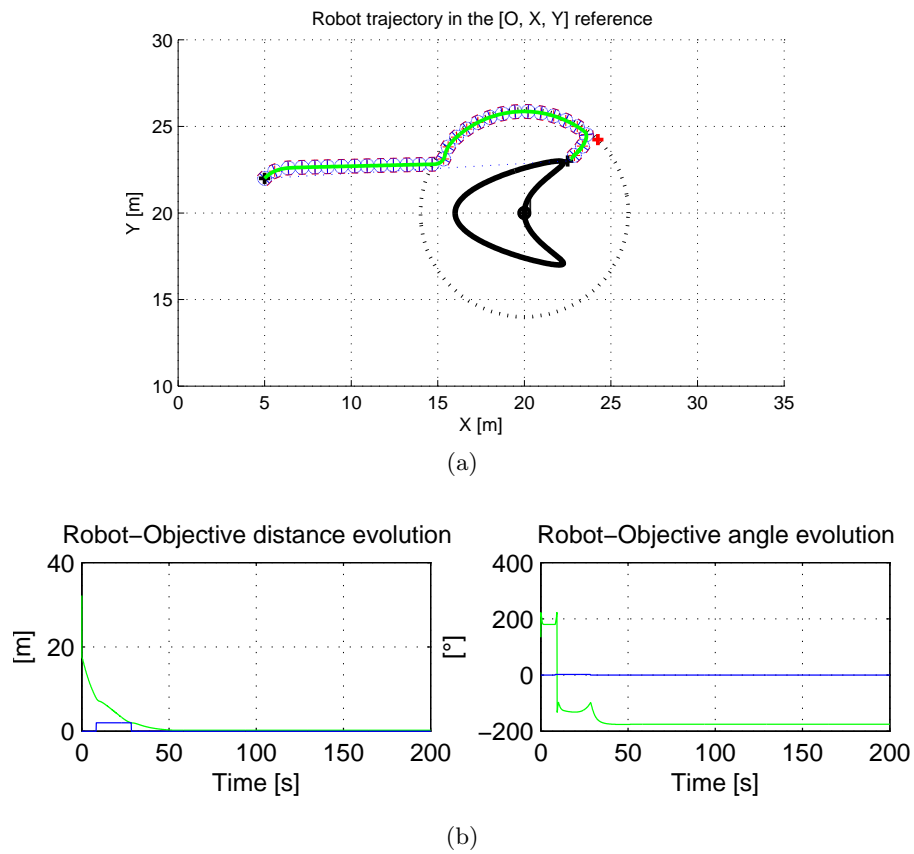 Robot trajectory in the [O, X, Y] reference
30
25
20
15
10
Y [m]
0 5 10 15 20 25 30 35
X [m]
(a)
Robot−Objective distance evolution
40
20
0
[m]
0 50 100 150 200
Time [s]
Robot−Objective angle evolution
400
200
0
−200
[°]
0 50 100 150 200
Time [s]
(b)